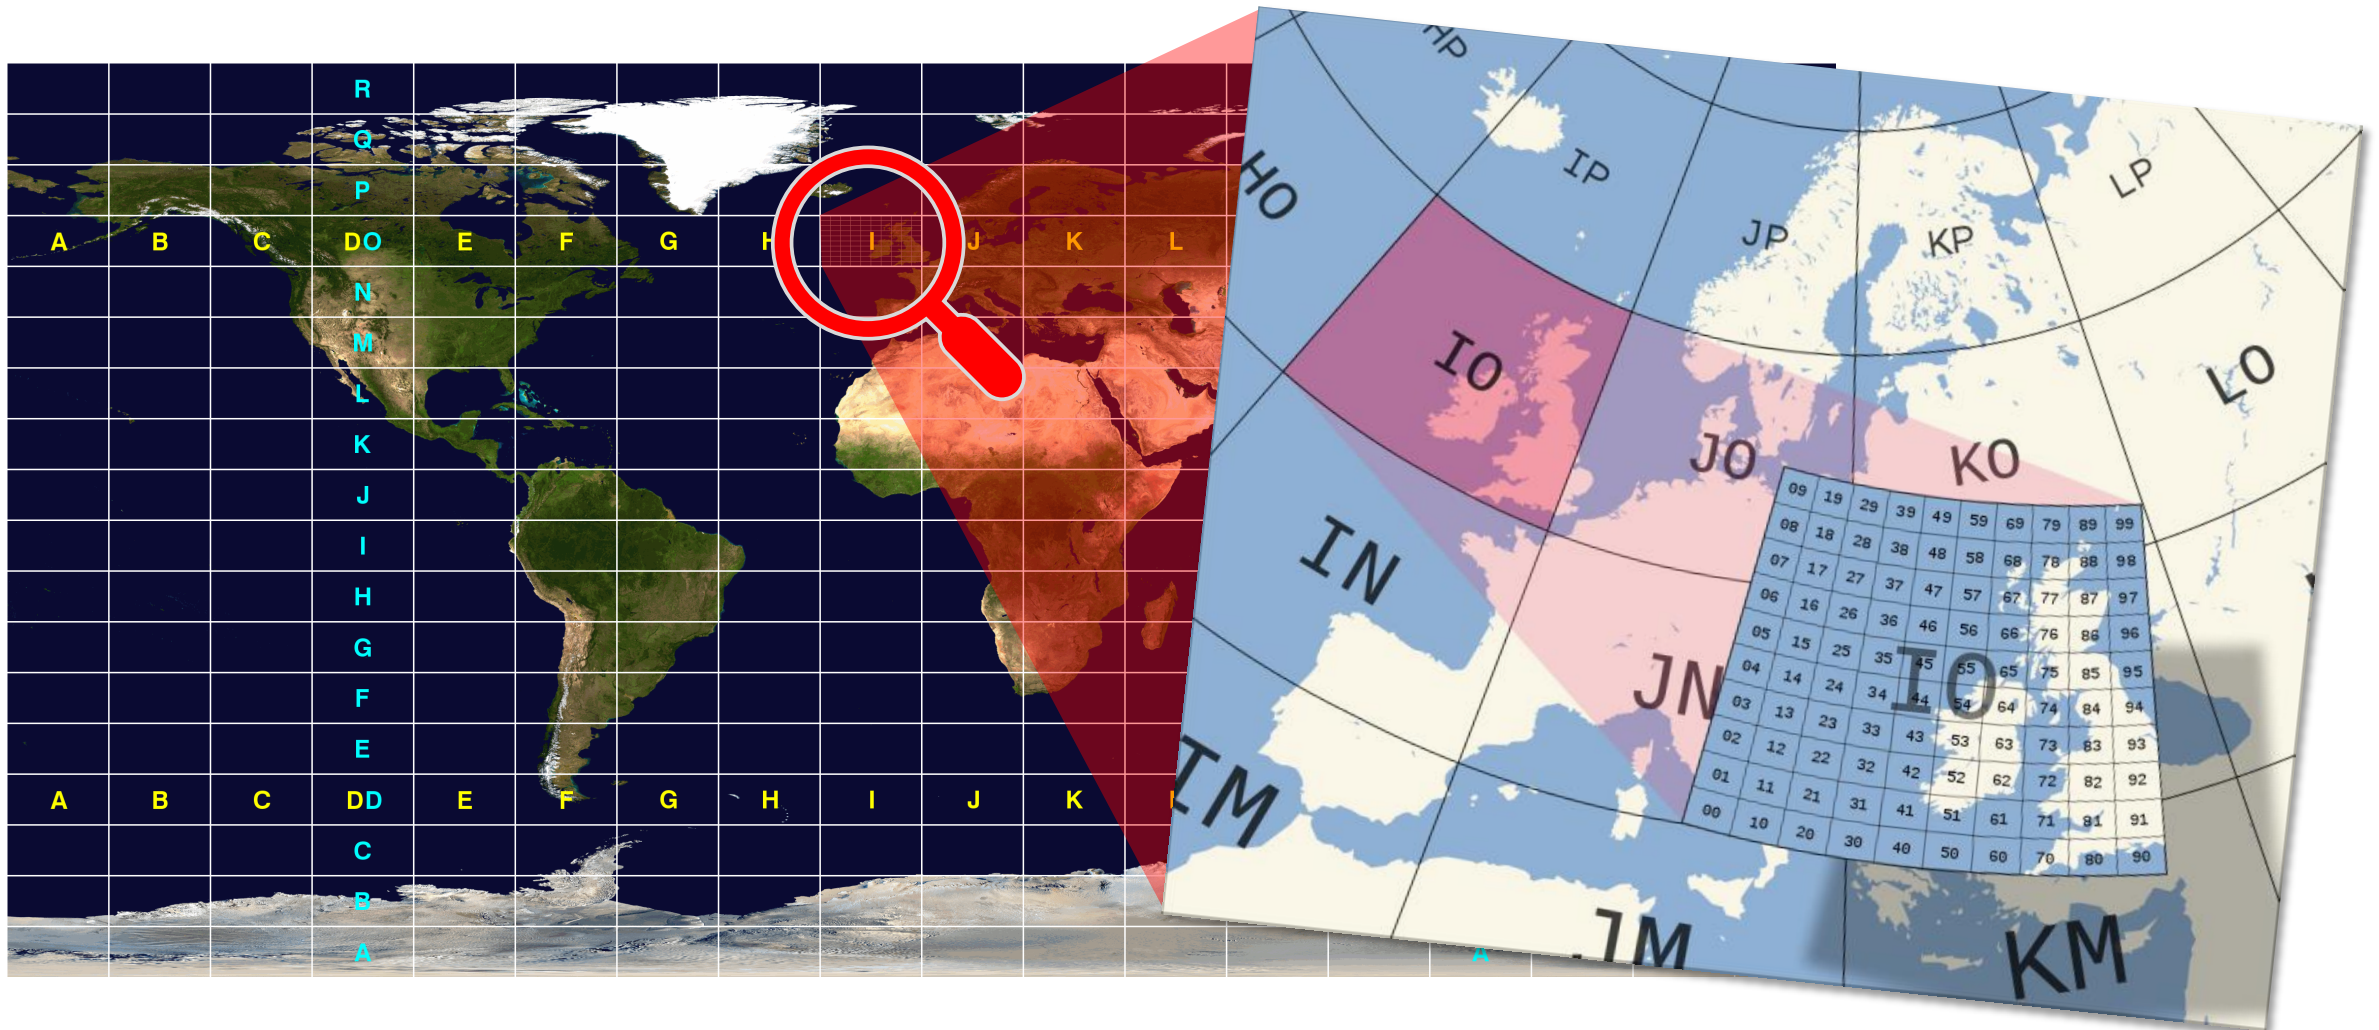 R
Q
P
A B C D O E F G H I J K L
N
M
L
K
J
I
H
G
F
E
A B C D D E F G H I J K
C
B
A
A
HP
IP
HO
JP
KP
LP
IO
JO
KO
LO
IN
JN
IO
IM
JM
KM
09 19 29 39 49 59 69 79 89 99
08 18 28 38 48 58 68 78 88 98
07 17 27 37 47 57 67 77 87 97
06 16 26 36 46 56 66 76 86 96
05 15 25 35 45 55 65 75 85 95
04 14 24 34 44 54 64 74 84 94
03 13 23 33 43 53 63 73 83 93
02 12 22 32 42 52 62 72 82 92
01 11 21 31 41 51 61 71 81 91
00 10 20 30 40 50 60 70 80 90